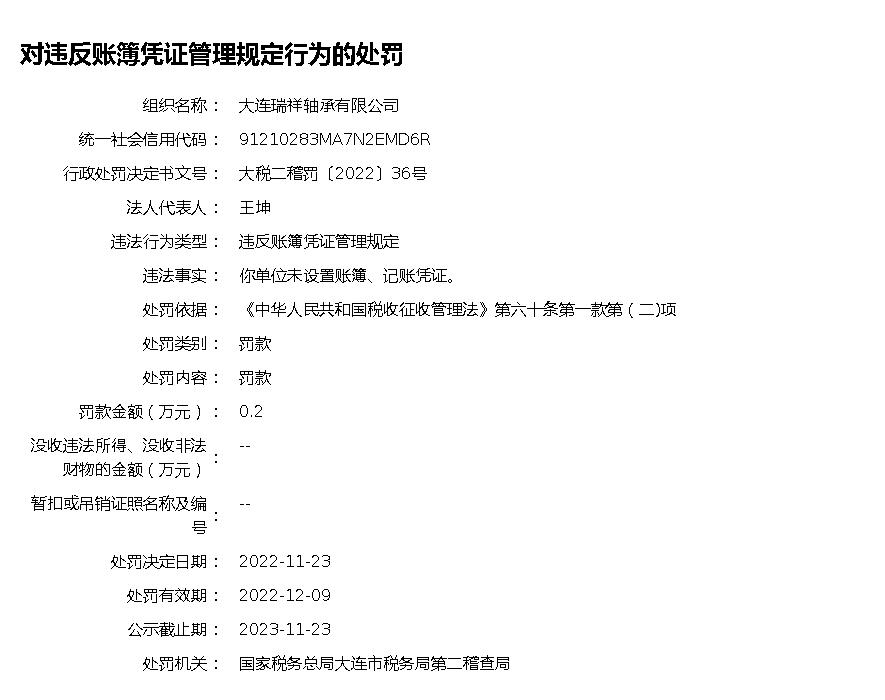 对违反账簿凭证管理规定行为的处罚
组织名称： 大连瑞祥轴承有限公司
统一社会信用代码： 91210283MA7N2EMD6R
行政处罚决定书文号： 大税二稽罚〔2022〕36号
法人代表人： 王坤
违法行为类型： 违反账簿凭证管理规定
违法事实： 你单位未设置账簿、记账凭证。
处罚依据： 《中华人民共和国税收征收管理法》第六十条第一款第（二)项
处罚类别： 罚款
处罚内容： 罚款
罚款金额（万元）： 0.2
没收违法所得、没收非法
财物的金额（万元）： --
暂扣或吊销证照名称及编
号： --
处罚决定日期： 2022-11-23
处罚有效期： 2022-12-09
公示截止期： 2023-11-23
处罚机关： 国家税务总局大连市税务局第二稽查局